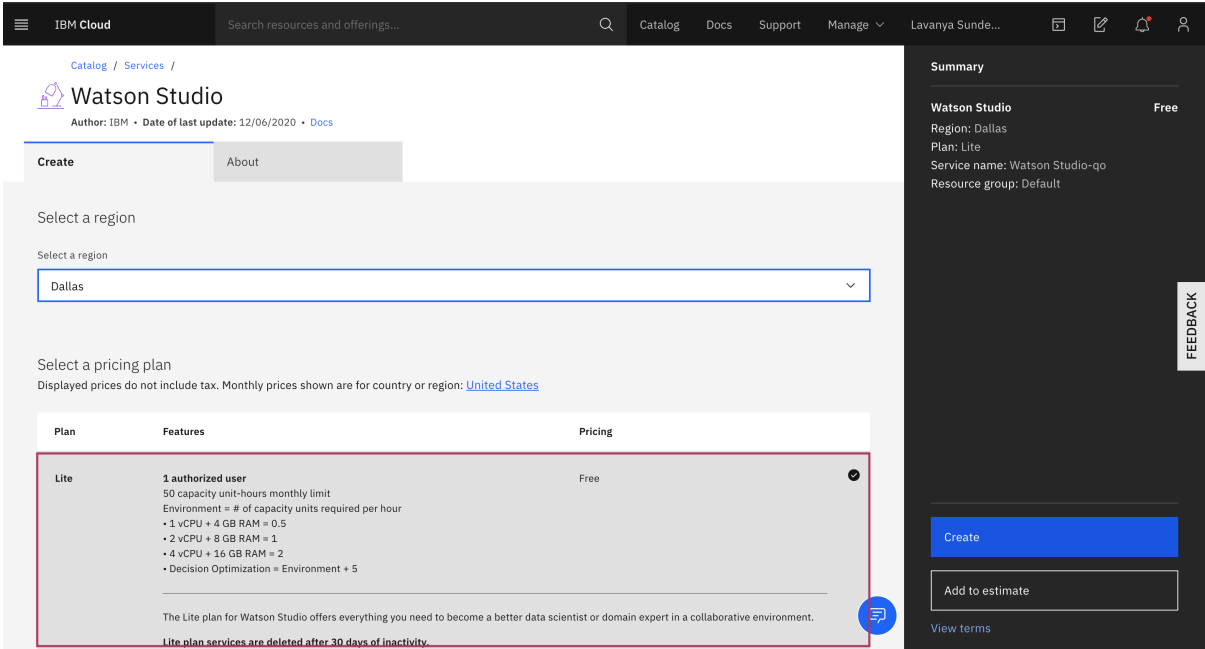 IBM Cloud
Search resources and offerings...
Catalog
Docs
Support
Manage
Lavanya Sunde...
Catalog / Services /
Watson Studio
Author: IBM • Date of last update: 12/06/2020 • Docs
Create
About
Select a region
Select a region
Dallas
Select a pricing plan
Displayed prices do not include tax. Monthly prices shown are for country or region: United States
Plan Features Pricing
Lite 1 authorized user Free
50 capacity unit-hours monthly limit
Environment = # of capacity units required per hour
• 1 vCPU + 4 GB RAM = 0.5
• 2 vCPU + 8 GB RAM = 1
• 4 vCPU + 16 GB RAM = 2
• Decision Optimization = Environment + 5
The Lite plan for Watson Studio offers everything you need to become a better data scientist or domain expert in a collaborative environment.
Lite plan services are deleted after 30 days of inactivity.
Summary
Watson Studio Free
Region: Dallas
Plan: Lite
Service name: Watson Studio-qo
Resource group: Default
FEEDBACK
Create
Add to estimate
View terms